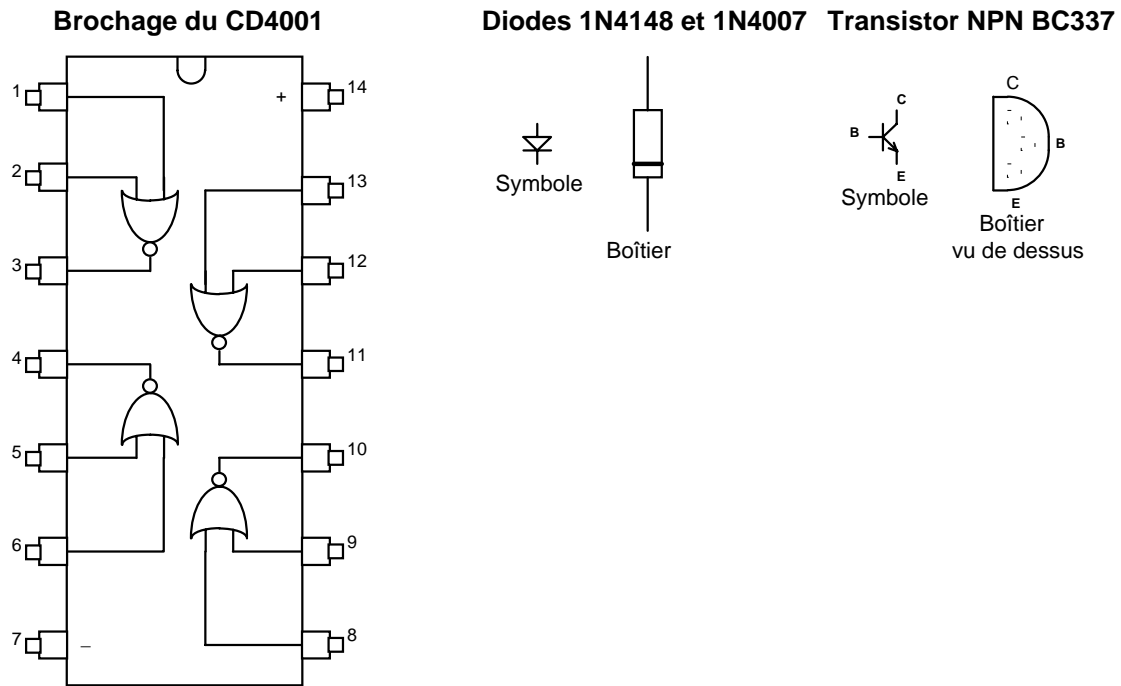 Brochage du CD4001
Diodes 1N4148 et 1N4007
Transistor NPN BC337
1
14
+
2
13
3
12
4
11
5
10
6
9
7
–
8
Symbole
Boîtier
C
B
E
Symbole
C
B
E
Boîtier
vu de dessus